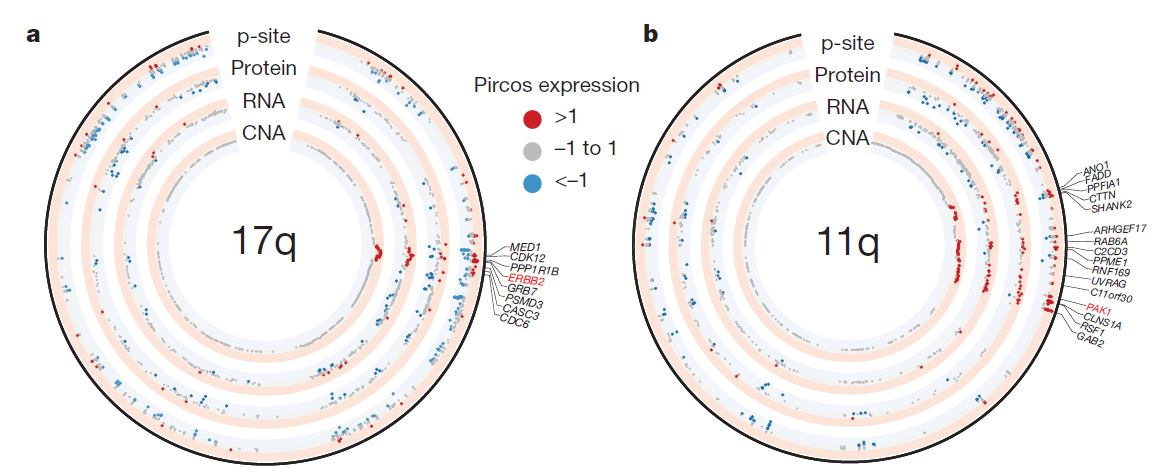 a
p-site
Protein
RNA
CNA
17q
MED1
CDK12
PPP1R1B
ERBB2
GRB7
PSMD3
CASC3
CDC6
Pircos expression
>1
–1 to 1
<–1
b
p-site
Protein
RNA
CNA
11q
ANO1
FADD
PPFIA1
CTTN
SHANK2
ARHGEF17
RAB6A
C2CD3
PPME1
RNF169
UVRAG
C11orf30
PAK1
CLNS1A
RSF1
GAB2